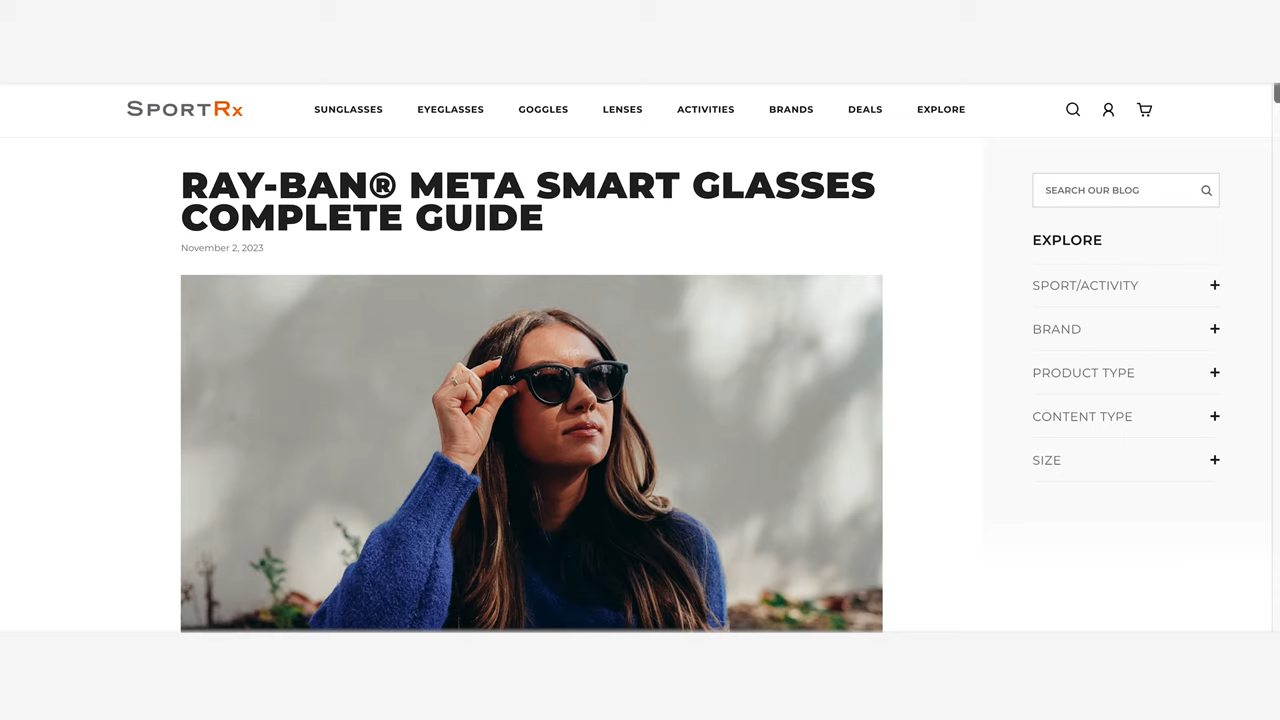 SPORTRx
SUNGLASSES EYEGLASSES GOGGLES LENSES ACTIVITIES BRANDS DEALS EXPLORE
RAY-BAN® META SMART GLASSES
COMPLETE GUIDE
November 2, 2023
SEARCH OUR BLOG
EXPLORE
SPORT/ACTIVITY +
BRAND +
PRODUCT TYPE +
CONTENT TYPE +
SIZE +